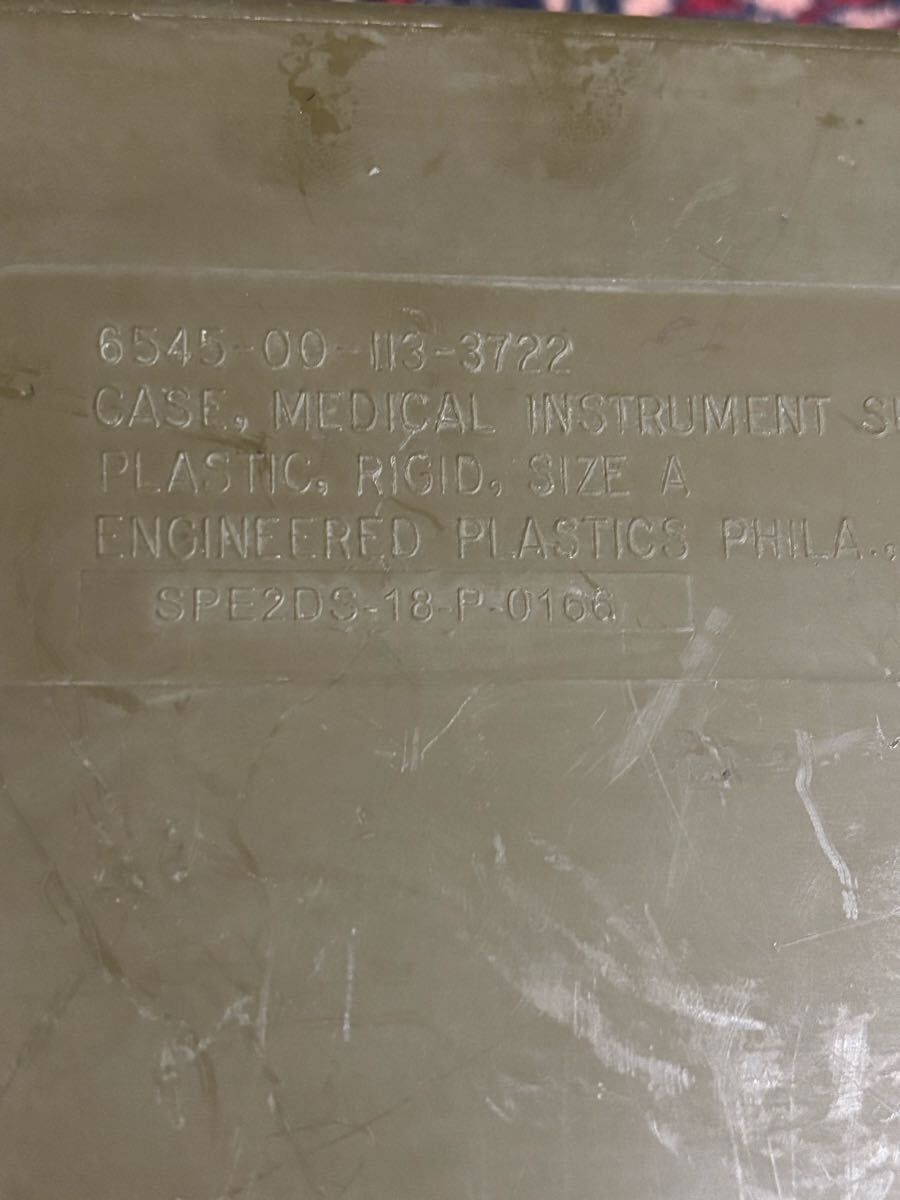 6545-00-113-3722
CASE, MEDICAL INSTRUMENT
PLASTIC, RIGID, SIZE A
ENGINEERED PLASTICS PHILA.,
SPE2DS-18-P-0166